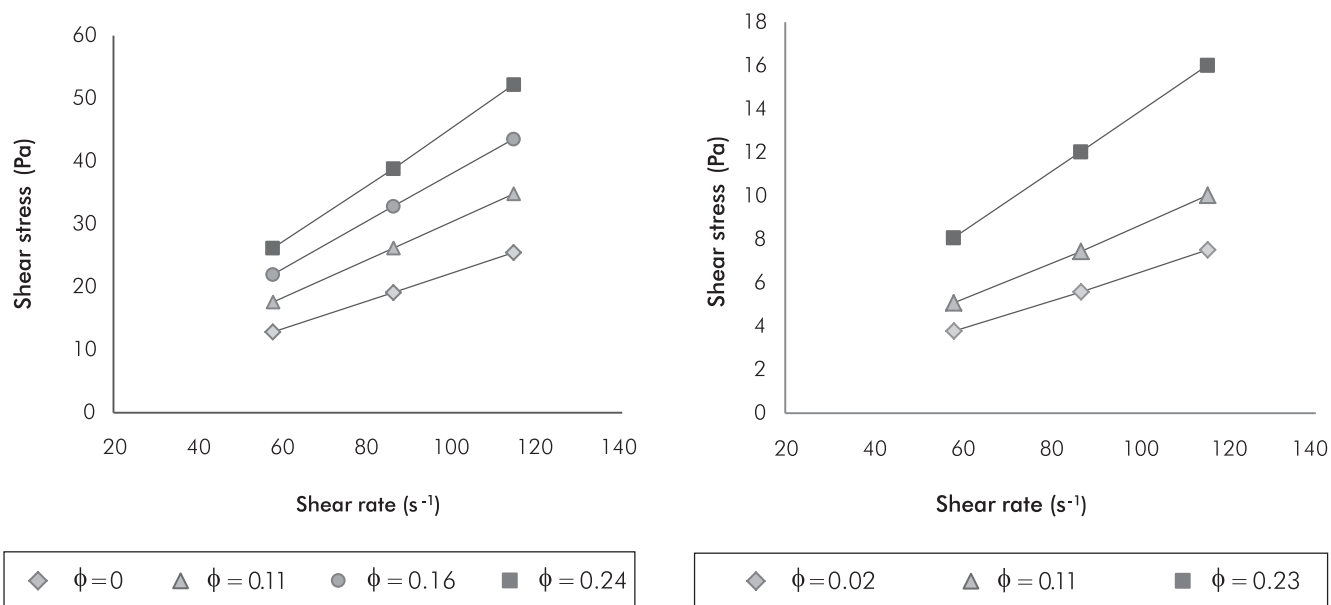 60
50
40
30
20
10
0
Shear stress (Pa)
20 40 60 80 100 120 140
Shear rate (s-1)
ϕ=0 ϕ=0.11 ϕ=0.16 ϕ=0.24
18
16
14
12
10
8
6
4
2
0
Shear stress (Pa)
20 40 60 80 100 120 140
Shear rate (s-1)
ϕ=0.02 ϕ=0.11 ϕ=0.23